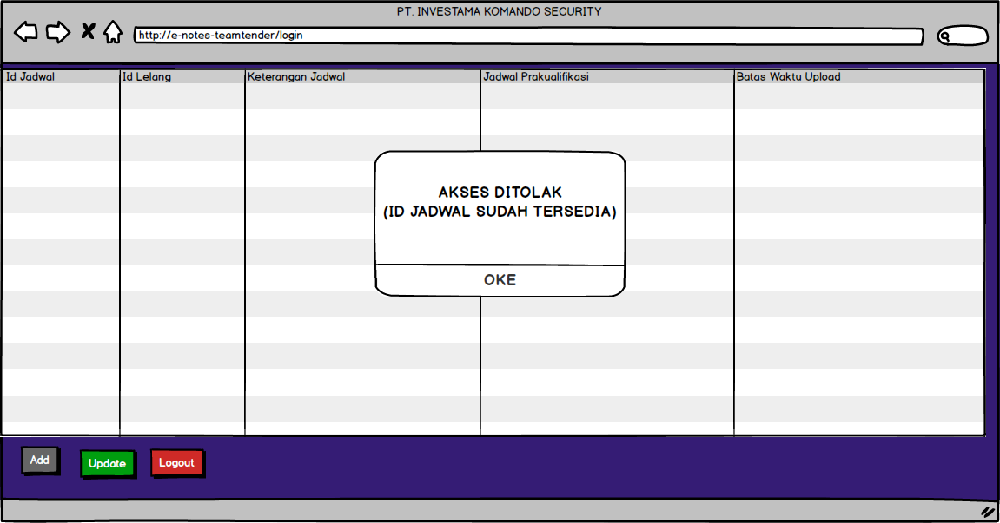 PT. INVESTAMA KOMANDO SECURITY
http://e-notes-teamtender/login
Id Jadwal
Id Lelang
Keterangan Jadwal
Jadwal Prakualifikasi
Batas Waktu Upload
AKSES DITOLAK
(ID JADWAL SUDAH TERSEDIA)
OKE
Add
Update
Logout